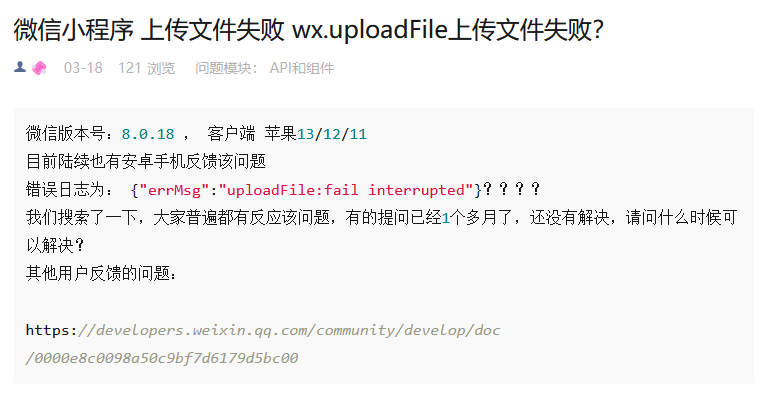 微信小程序 上传文件失败 wx.uploadFile上传文件失败?
03-18 121 浏览 问题模块: API和组件
微信版本号：8.0.18 ， 客户端 苹果13/12/11
目前陆续也有安卓手机反馈该问题
错误日志为： {"errMsg":"uploadFile:fail interrupted"}？？？？
我们搜索了一下，大家普遍都有反应该问题，有的提问已经1个多月了，还没有解决，请问什么时候可
以解决？
其他用户反馈的问题：
https://developers.weixin.qq.com/community/develop/doc
/0000e8c0098a50c9bf7d6179d5bc00